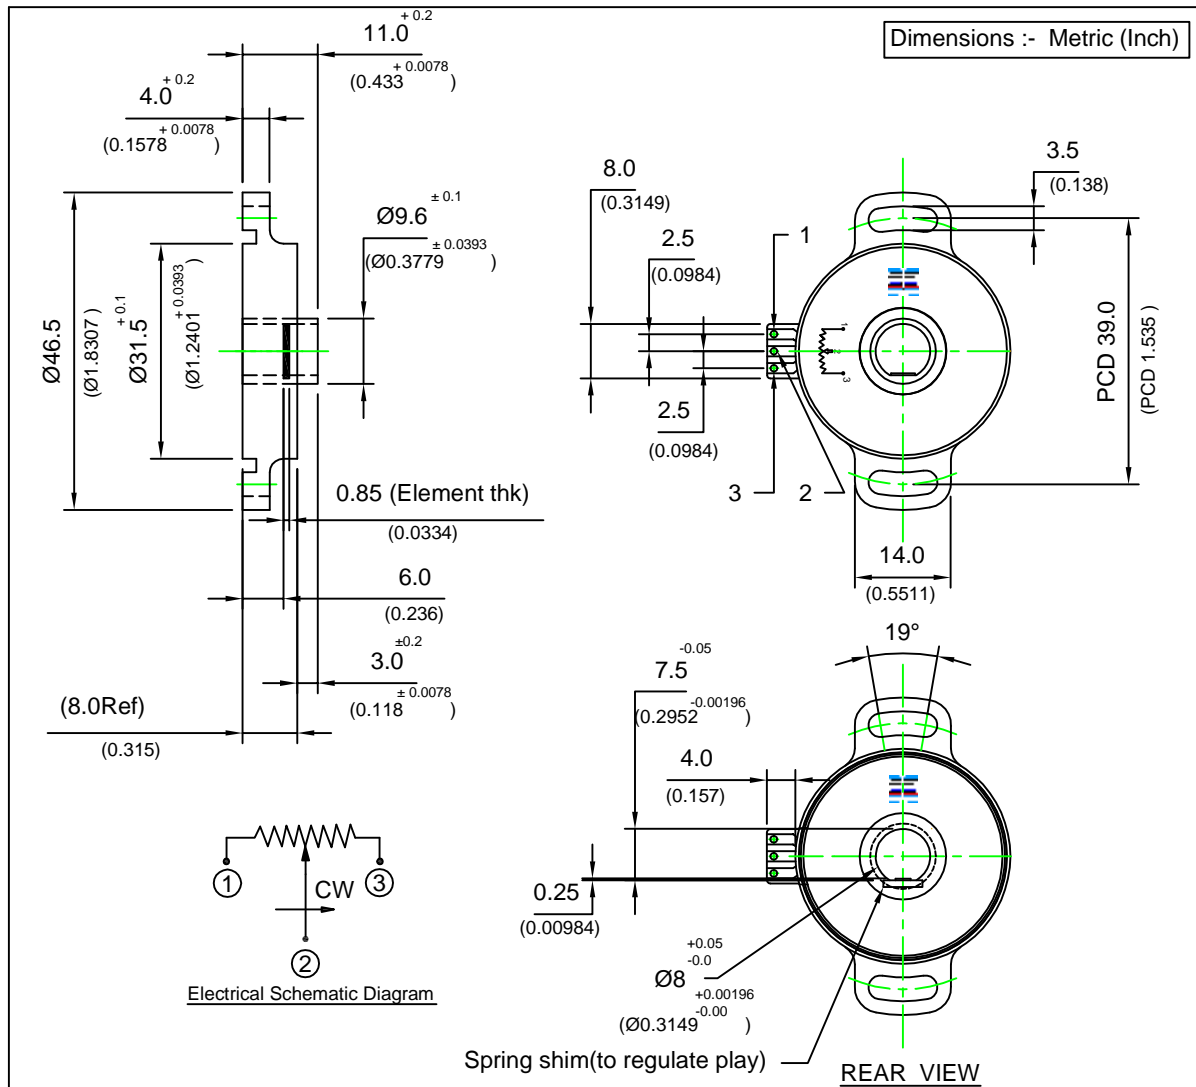 Dimensions :- Metric (Inch)
11.0 + 0.2
(0.433 + 0.0078 )
4.0 + 0.2
(0.1578 + 0.0078 )
Ø9.6 ± 0.1
(Ø0.3779 ± 0.0393 )
Ø46.5
(Ø1.8307)
Ø31.5 + 0.1
(Ø1.2401 + 0.0393 )
0.85 (Element thk)
(0.0334)
6.0
(0.236)
3.0 ±0.2
(0.118 ± 0.0078 )
(8.0Ref)
(0.315)
8.0
(0.3149)
2.5
(0.0984)
1
3.5
(0.138)
1
2
3
PCD 39.0
(PCD 1.535)
2.5
(0.0984)
3
2
14.0
(0.5511)
19°
7.5 -0.05
(0.2952 -0.00196 )
4.0
(0.157)
0.25
(0.00984)
Ø8 +0.05 -0.0
(Ø0.3149 +0.00196 -0.00 )
Spring shim(to regulate play)
REAR VIEW
1
3
CW
2
Electrical Schematic Diagram